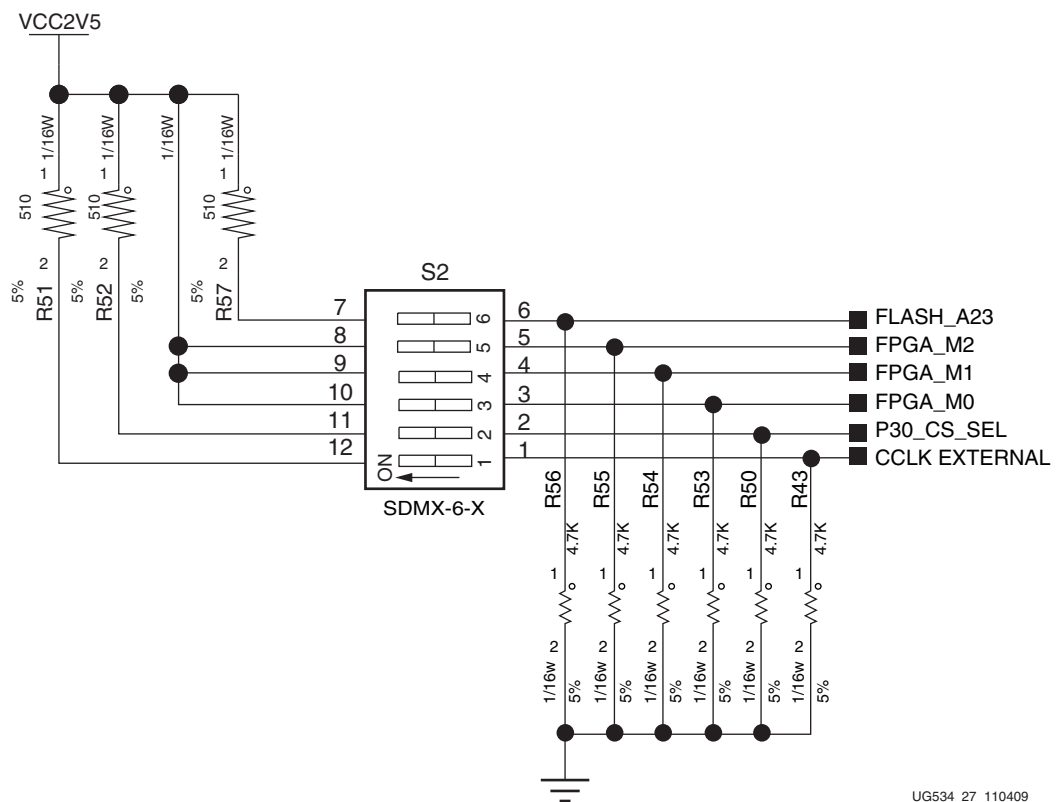 VCC2V5
1/16W
1/16W
1/16W
1/16W
1
1
1
510
510
510
2
2
2
5%
R51
5%
R52
5%
5%
R57
S2
7
8
9
10
11
12
6
5
4
3
2
1
ON
SDMX-6-X
6
5
4
3
2
1
FLASH_A23
FPGA_M2
FPGA_M1
FPGA_M0
P30_CS_SEL
CCLK EXTERNAL
R56
R55
R54
R53
R50
R43
4.7K
4.7K
4.7K
4.7K
4.7K
4.7K
1
1
1
1
1
1
2
2
2
2
2
2
1/16w
5%
1/16w
5%
1/16w
5%
1/16w
5%
1/16w
5%
1/16w
5%
UG534_27_110409